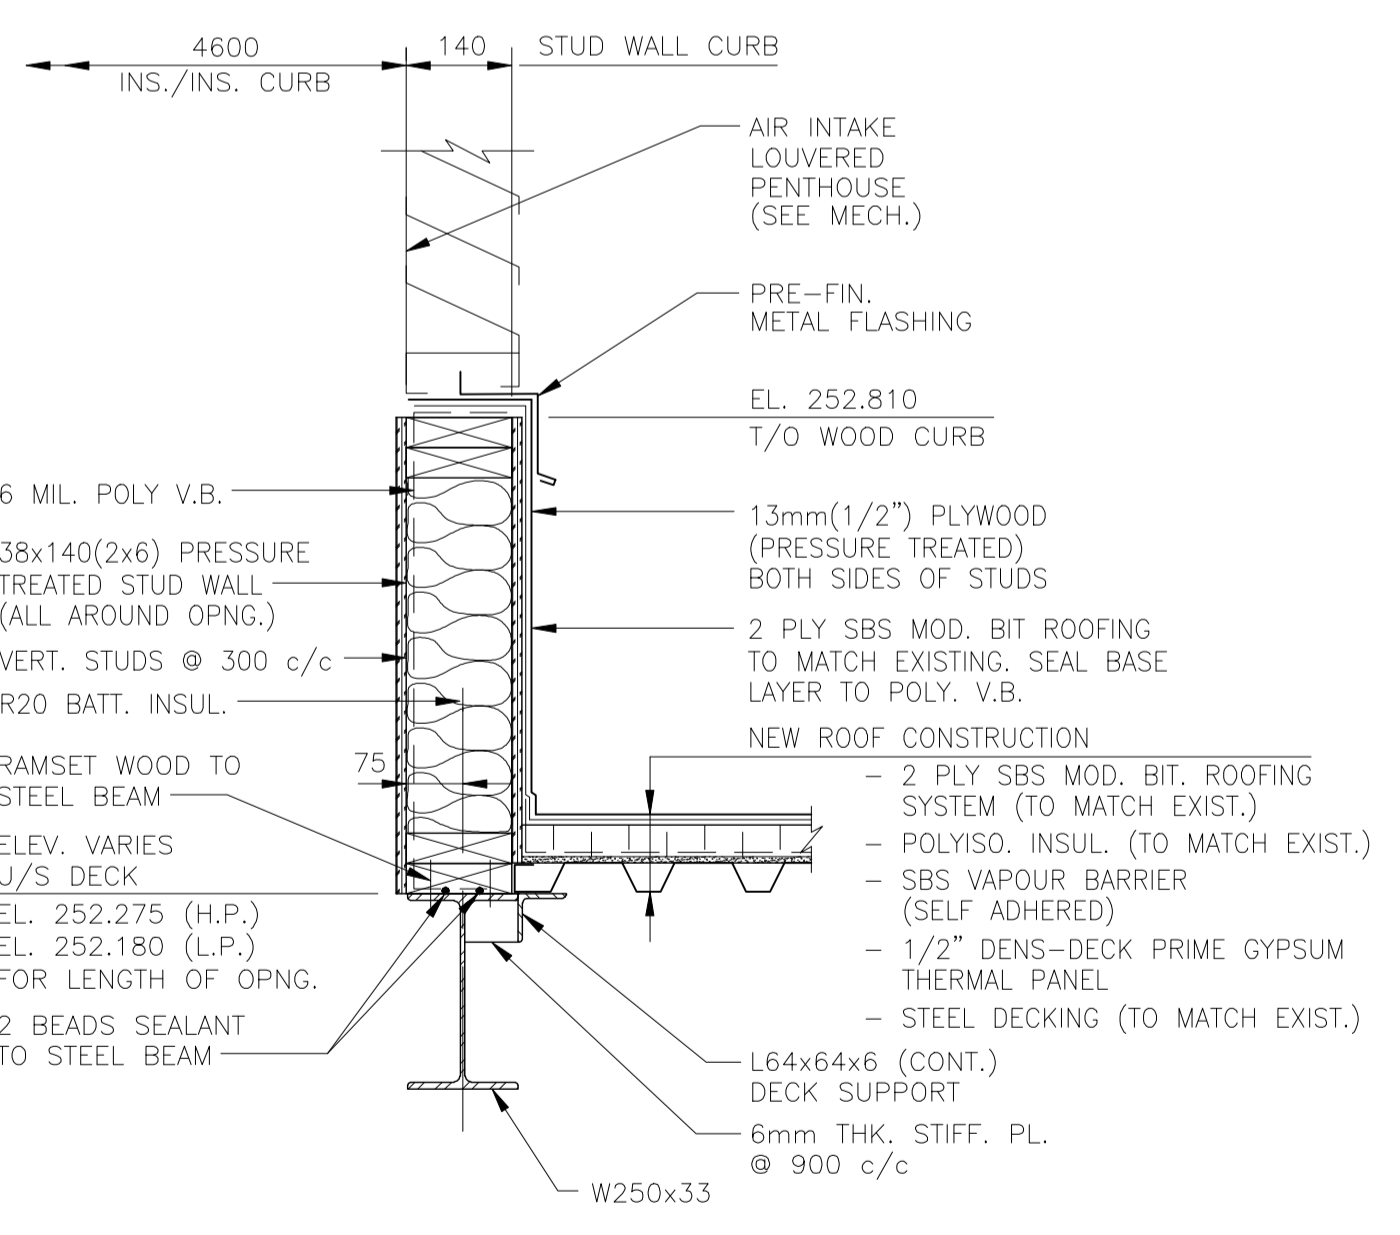 4600
INS./INS. CURB
140
STUD WALL CURB
AIR INTAKE
LOUVERED
PENTHOUSE
(SEE MECH.)
PRE-FIN.
METAL FLASHING
EL. 252.810
T/O WOOD CURB
6 MIL. POLY V.B.
38x140(2x6) PRESSURE
TREATED STUD WALL
(ALL AROUND OPNG.)
VERT. STUDS @ 300 c/c
R20 BATT. INSUL.
75
RAMSET WOOD TO
STEEL BEAM
ELEV. VARIES
U/S DECK
EL. 252.275 (H.P.)
EL. 252.180 (L.P.)
FOR LENGTH OF OPNG.
2 BEADS SEALANT
TO STEEL BEAM
13mm(1/2") PLYWOOD
(PRESSURE TREATED)
BOTH SIDES OF STUDS
2 PLY SBS MOD. BIT ROOFING
TO MATCH EXISTING. SEAL BASE
LAYER TO POLY. V.B.
NEW ROOF CONSTRUCTION
- 2 PLY SBS MOD. BIT. ROOFING
SYSTEM (TO MATCH EXIST.)
- POLYISO. INSUL. (TO MATCH EXIST.)
- SBS VAPOUR BARRIER
(SELF ADHERED)
- 1/2" DENS-DECK PRIME GYPSUM
THERMAL PANEL
- STEEL DECKING (TO MATCH EXIST.)
L64x64x6 (CONT.)
DECK SUPPORT
6mm THK. STIFF. PL.
@ 900 c/c
W250x33